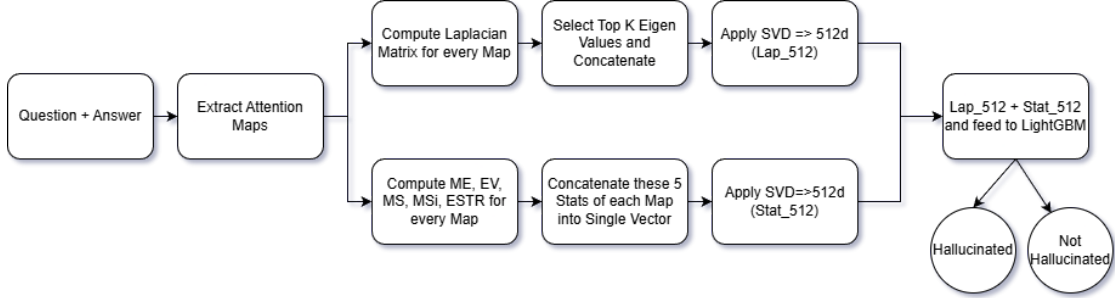 Question + Answer
Extract Attention
Maps
Compute Laplacian
Matrix for every Map
Select Top K Eigen
Values and
Concatenate
Apply SVD => 512d
(Lap_512)
Compute ME, EV,
MS, MSi, ESTR for
every Map
Concatenate these 5
Stats of each Map
into Single Vector
Apply SVD=>512d
(Stat_512)
Lap_512 + Stat_512
and feed to LightGBM
Hallucinated
Not
Hallucinated